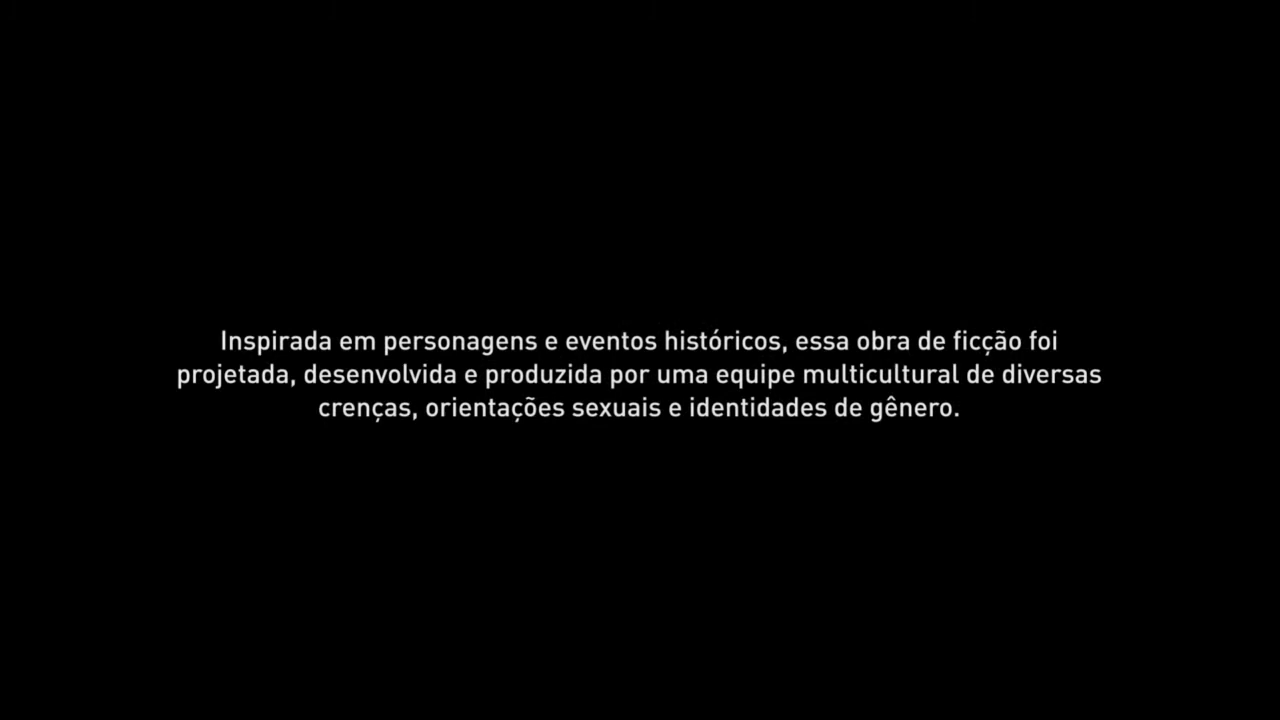 Inspirada em personagens e eventos históricos, essa obra de ficção foi
projetada, desenvolvida e produzida por uma equipe multicultural de diversas
crenças, orientações sexuais e identidades de gênero.